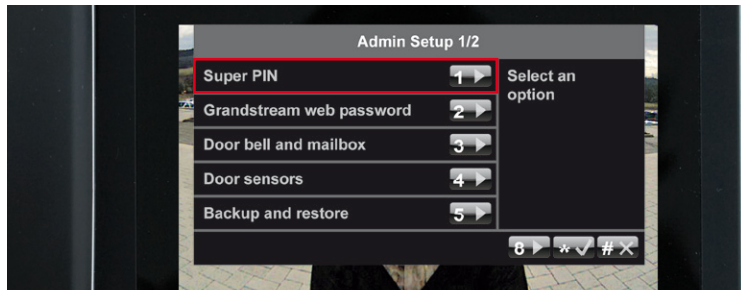 Admin Setup 1/2
Super PIN 1
Select an
option
Grandstream web password 2
Door bell and mailbox 3
Door sensors 4
Backup and restore 5
8 * #